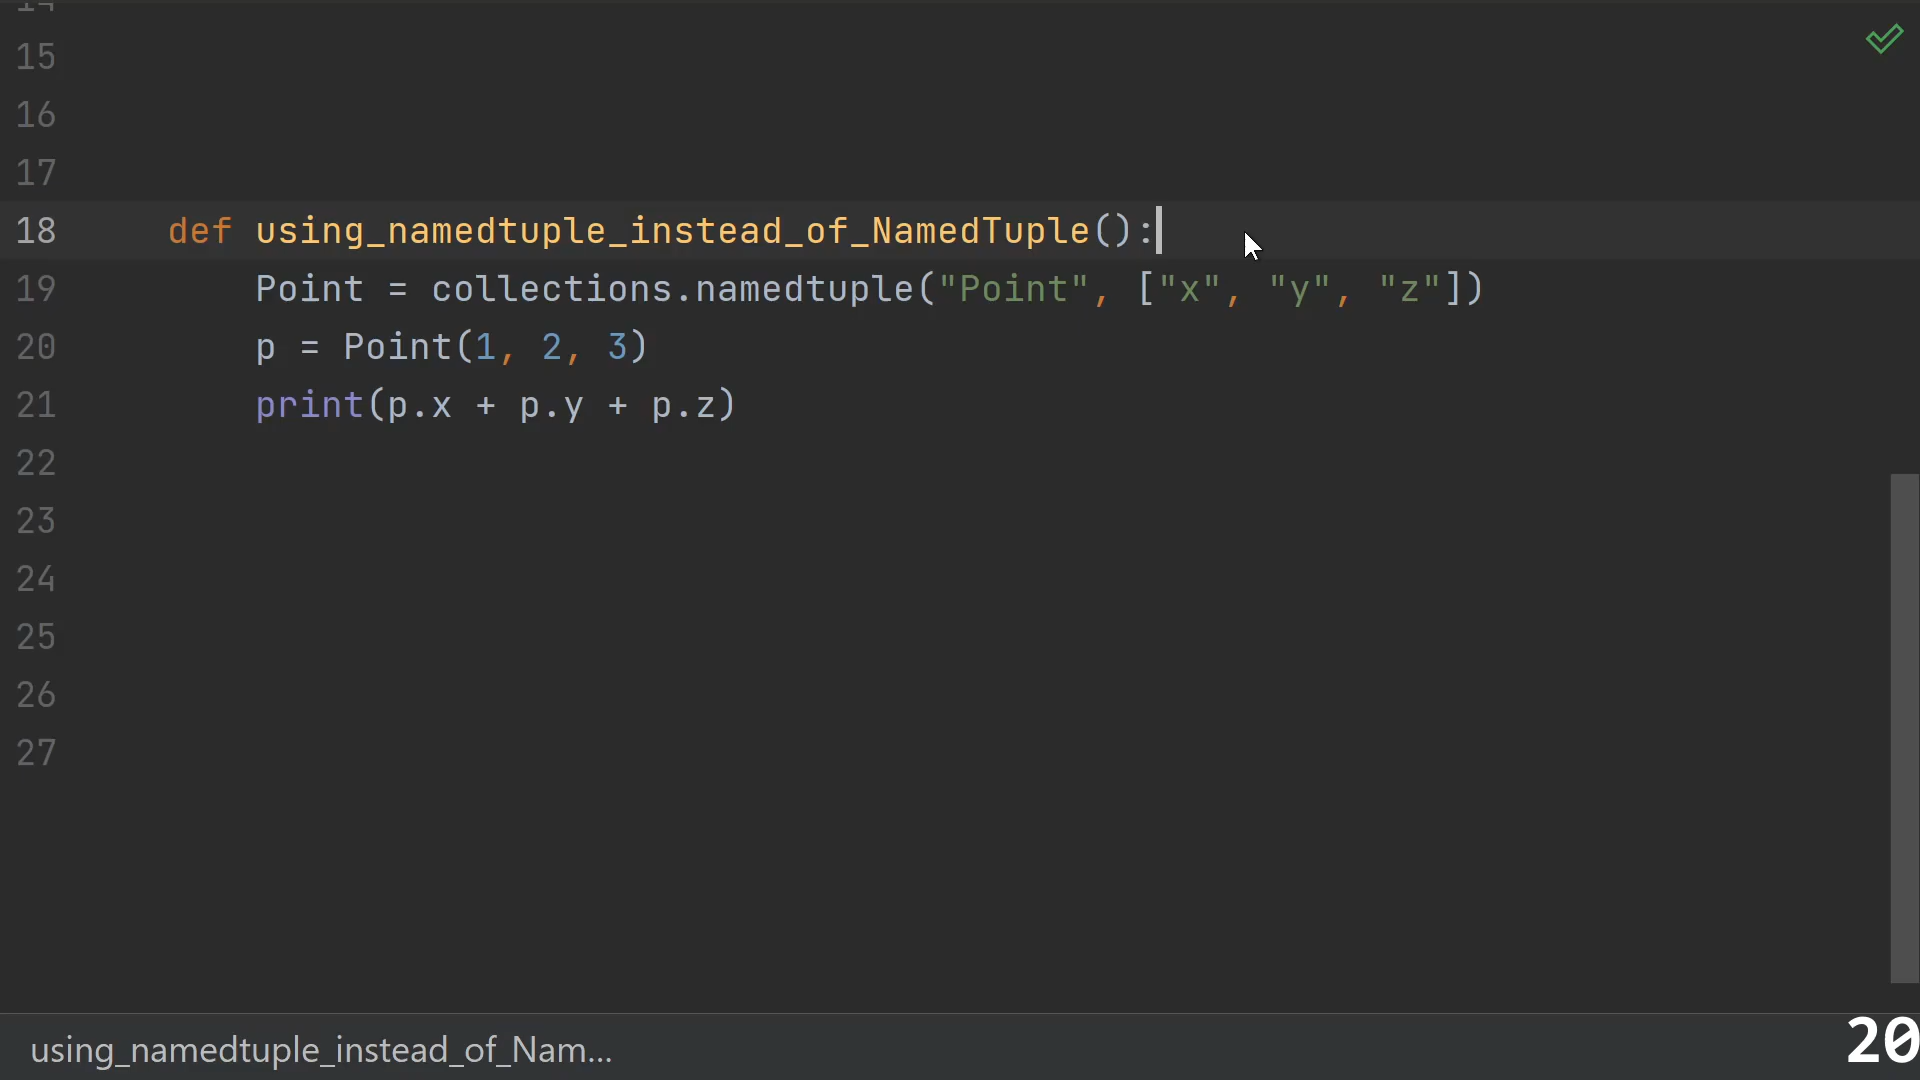 14
15
16
17
18 def using_namedtuple_instead_of_NamedTuple():
19 Point = collections.namedtuple("Point", ["x", "y", "z"])
20 p = Point(1, 2, 3)
21 print(p.x + p.y + p.z)
22
23
24
25
26
27
using_namedtuple_instead_of_Nam...
20